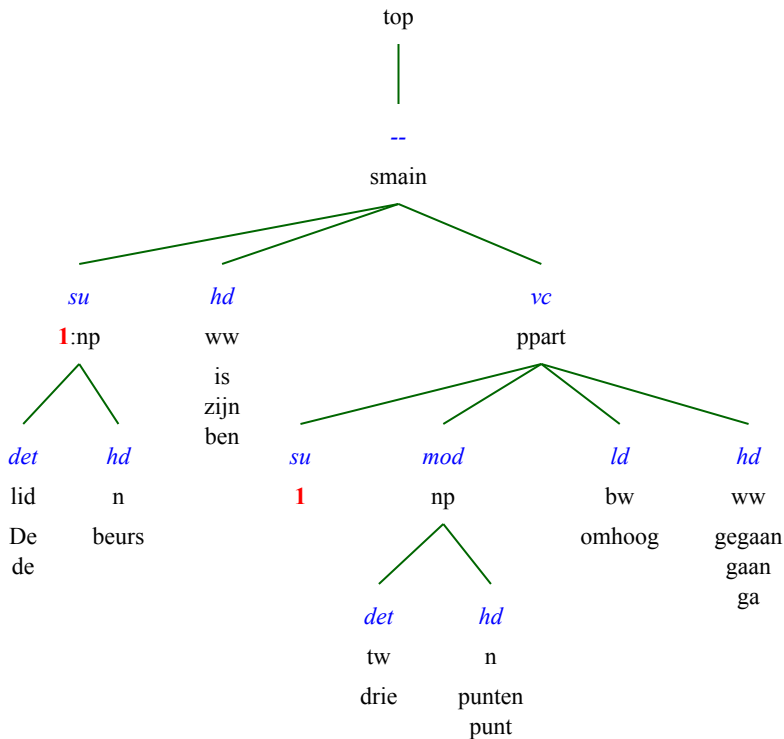 top
--
smain
su hd vc
1:np ww ppart
is
zijn
ben
det hd su mod ld hd
lid n 1 np bw ww
De beurs omhoog gegaan
de gaan
ga
det hd
tw n
drie punten
punt